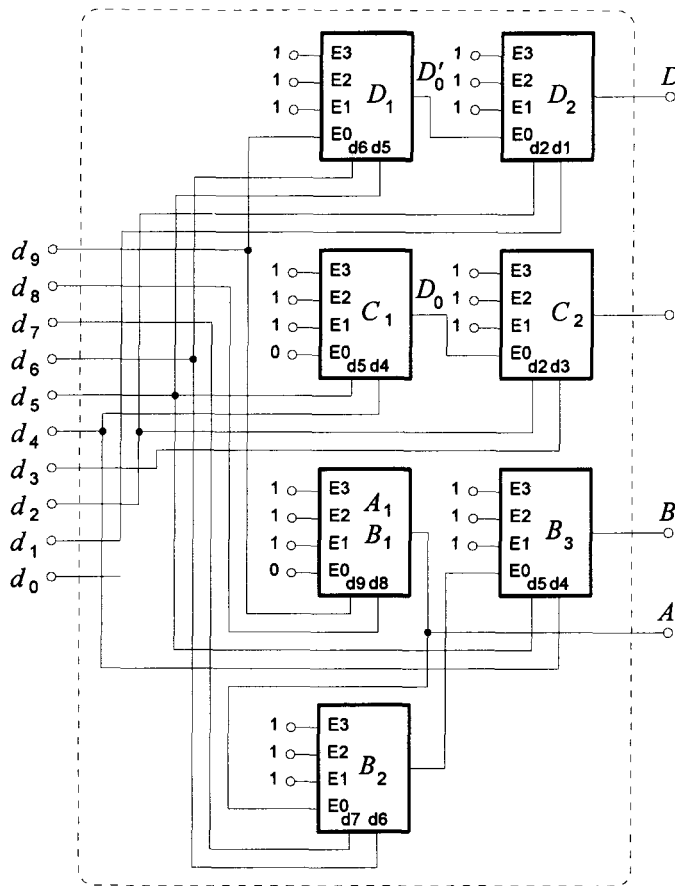 1 E3
1 E2
1 E1
E0
D₁
d6 d5
D₀′
1 E3
1 E2
1 E1
E0
D₂
d2 d1
D
d₉
d₈
d₇
d₆
d₅
d₄
d₃
d₂
d₁
d₀
1 E3
1 E2
1 E1
0 E0
C₁
d5 d4
D₀
1 E3
1 E2
1 E1
E0
C₂
d2 d3
1 E3
1 E2
1 E1
0 E0
A₁
B₁
d9 d8
1 E3
1 E2
1 E1
E0
B₃
d5 d4
B
A
1 E3
1 E2
1 E1
E0
B₂
d7 d6